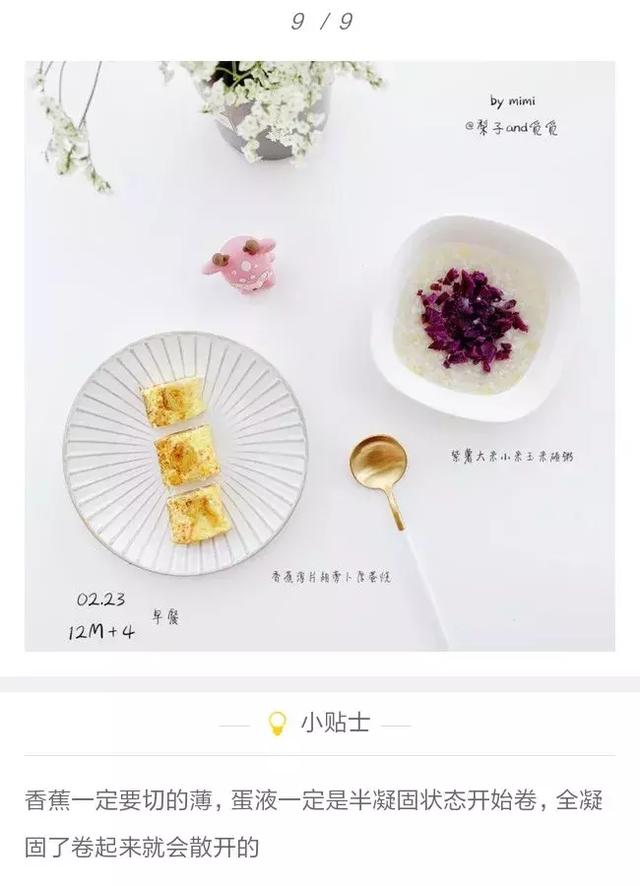 9 / 9
by mimi
@梨子and觅觅
紫薯大米小米玉米碴粥
香蕉薄片胡萝卜厚蛋烧
02.23
早餐
12M+4
小贴士
香蕉一定要切的薄，蛋液一定是半凝固状态开始卷，全凝
固了卷起来就会散开的